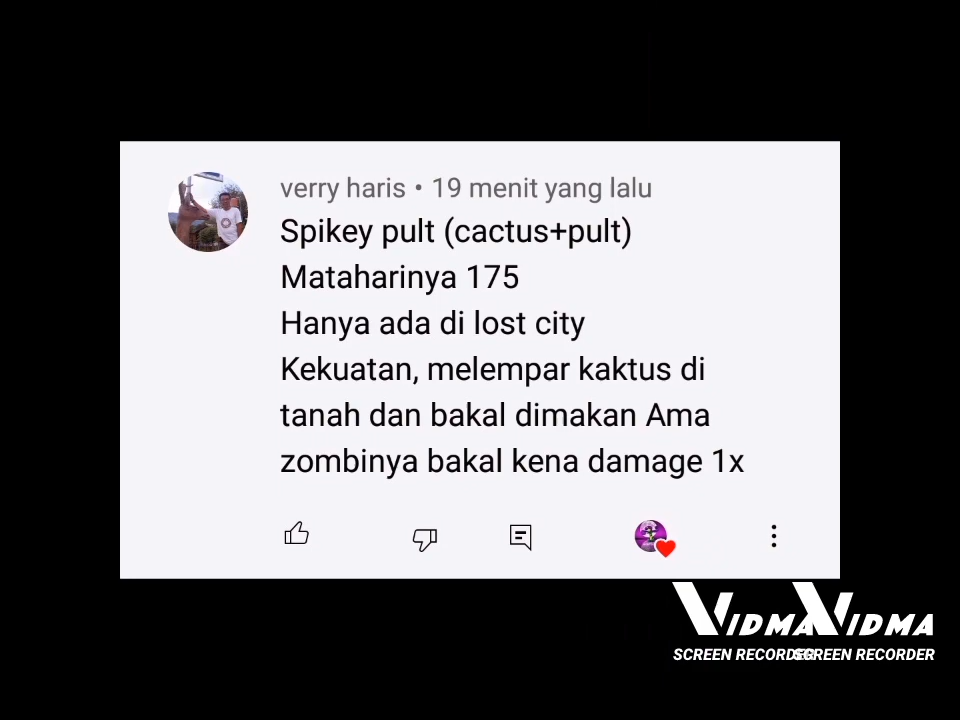 verry haris • 19 menit yang lalu
Spikey pult (cactus+pult)
Mataharinya 175
Hanya ada di lost city
Kekuatan, melempar kaktus di
tanah dan bakal dimakan Ama
zombinya bakal kena damage 1x
VIDMA VIDMA
SCREEN RECORDER SCREEN RECORDER